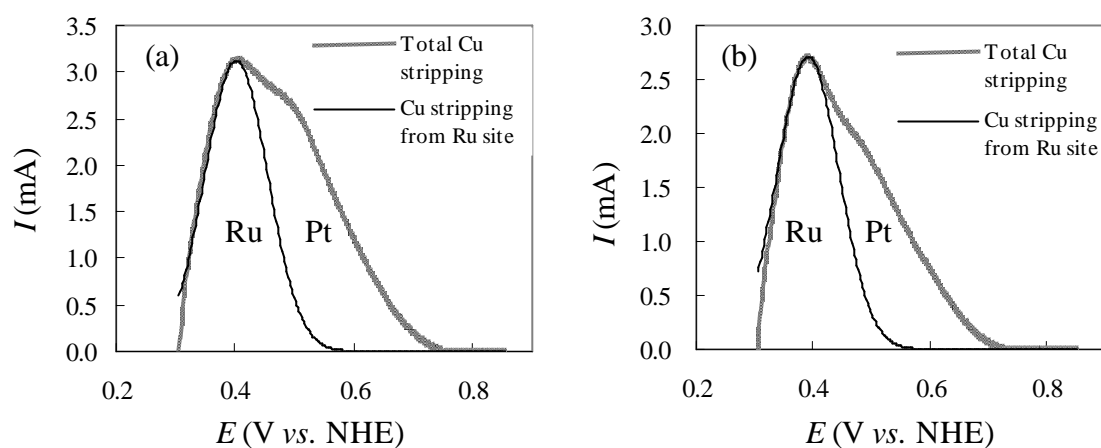 (a)
Total Cu
stripping
Cu stripping
from Ru site
3.5
3.0
2.5
2.0
1.5
1.0
0.5
0.0
I (mA)
Ru
Pt
0.2
0.4
0.6
0.8
E (V vs. NHE)
(b)
Total Cu
stripping
Cu stripping
from Ru site
3.0
2.5
2.0
1.5
1.0
0.5
0.0
I (mA)
Ru
Pt
0.2
0.4
0.6
0.8
E (V vs. NHE)